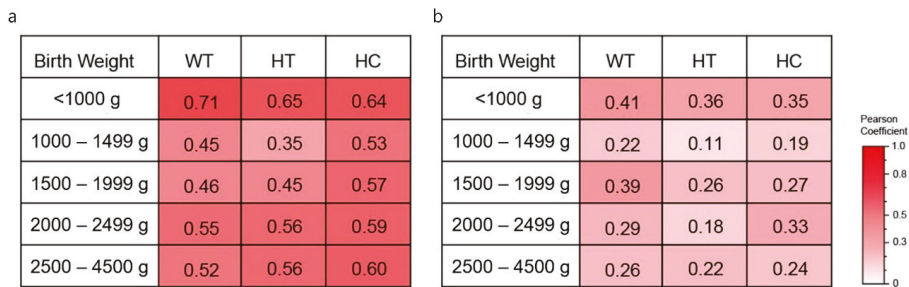 a
b
Birth Weight WT HT HC
<1000 g 0.71 0.65 0.64
1000 – 1499 g 0.45 0.35 0.53
1500 – 1999 g 0.46 0.45 0.57
2000 – 2499 g 0.55 0.56 0.59
2500 – 4500 g 0.52 0.56 0.60
Birth Weight WT HT HC
<1000 g 0.41 0.36 0.35
1000 – 1499 g 0.22 0.11 0.19
1500 – 1999 g 0.39 0.26 0.27
2000 – 2499 g 0.29 0.18 0.33
2500 – 4500 g 0.26 0.22 0.24
Pearson
Coefficient
1.0
0.8
0.5
0.3
0